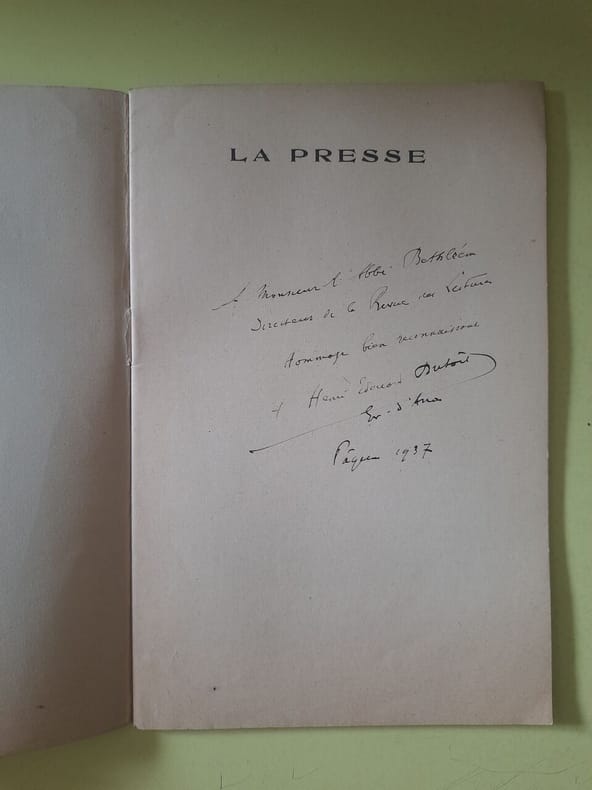 LA PRESSE
A Monsieur l'Abbé Bethléem
Directeur de la Revue des Lectures
Hommage bien reconnaissant
+ Henri Edouard Dutoit
Ev. d'Arras
Pâques 1937